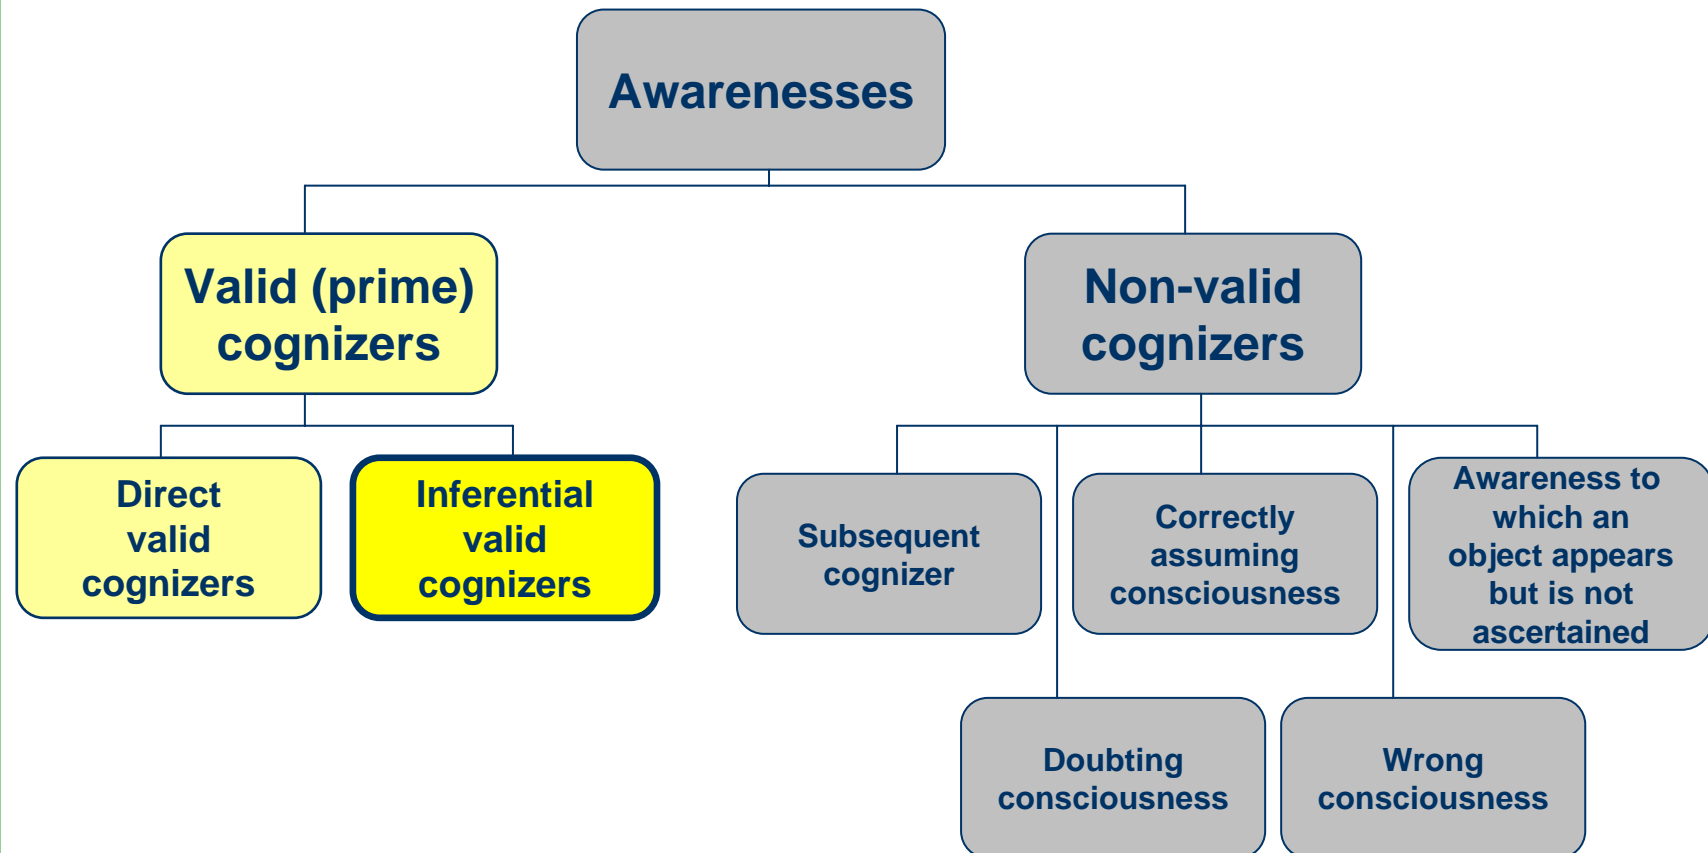 Awarenesses
Valid (prime)
cognizers
Non-valid
cognizers
Direct
valid
cognizers
Inferential
valid
cognizers
Subsequent
cognizer
Correctly
assuming
consciousness
Awareness to
which an
object appears
but is not
ascertained
Doubting
consciousness
Wrong
consciousness